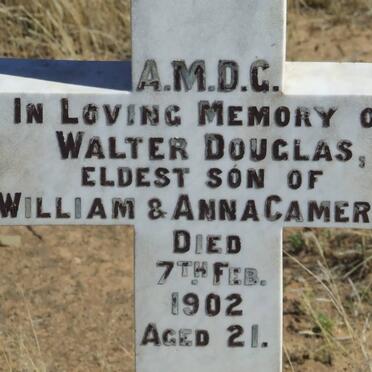 A.M.D.G.
IN LOVING MEMORY O
WALTER DOUGLAS,
ELDEST SON OF
WILLIAM & ANNA CAMER
DIED
7TH FEB.
1902
AGED 21.